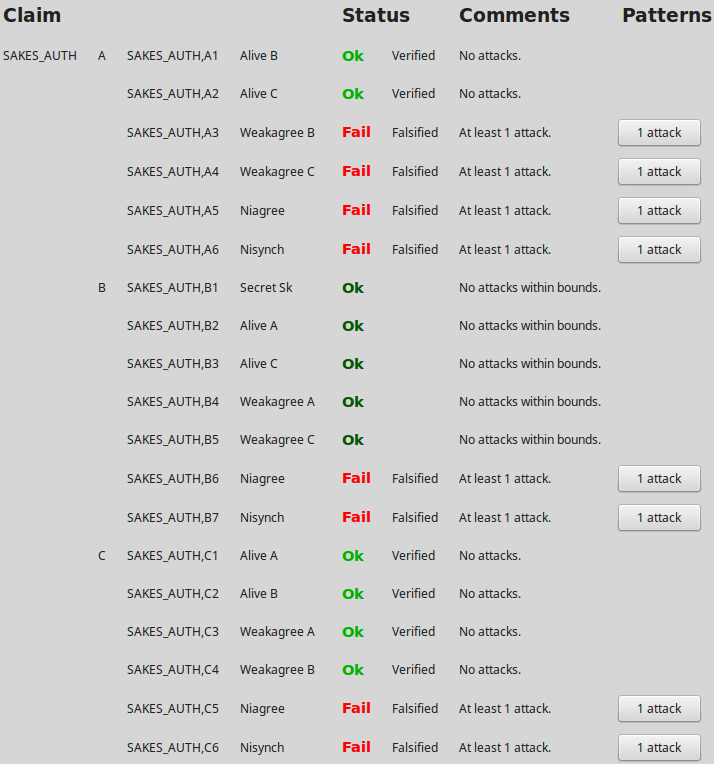 Claim Status Comments Patterns
SAKES_AUTH A SAKES_AUTH,A1 Alive B Ok Verified No attacks.
SAKES_AUTH,A2 Alive C Ok Verified No attacks.
SAKES_AUTH,A3 Weakagree B Fail Falsified At least 1 attack. 1 attack
SAKES_AUTH,A4 Weakagree C Fail Falsified At least 1 attack. 1 attack
SAKES_AUTH,A5 Niagree Fail Falsified At least 1 attack. 1 attack
SAKES_AUTH,A6 Nisynch Fail Falsified At least 1 attack. 1 attack
B SAKES_AUTH,B1 Secret Sk Ok No attacks within bounds.
SAKES_AUTH,B2 Alive A Ok No attacks within bounds.
SAKES_AUTH,B3 Alive C Ok No attacks within bounds.
SAKES_AUTH,B4 Weakagree A Ok No attacks within bounds.
SAKES_AUTH,B5 Weakagree C Ok No attacks within bounds.
SAKES_AUTH,B6 Niagree Fail Falsified At least 1 attack. 1 attack
SAKES_AUTH,B7 Nisynch Fail Falsified At least 1 attack. 1 attack
C SAKES_AUTH,C1 Alive A Ok Verified No attacks.
SAKES_AUTH,C2 Alive B Ok Verified No attacks.
SAKES_AUTH,C3 Weakagree A Ok Verified No attacks.
SAKES_AUTH,C4 Weakagree B Ok Verified No attacks.
SAKES_AUTH,C5 Niagree Fail Falsified At least 1 attack. 1 attack
SAKES_AUTH,C6 Nisynch Fail Falsified At least 1 attack. 1 attack